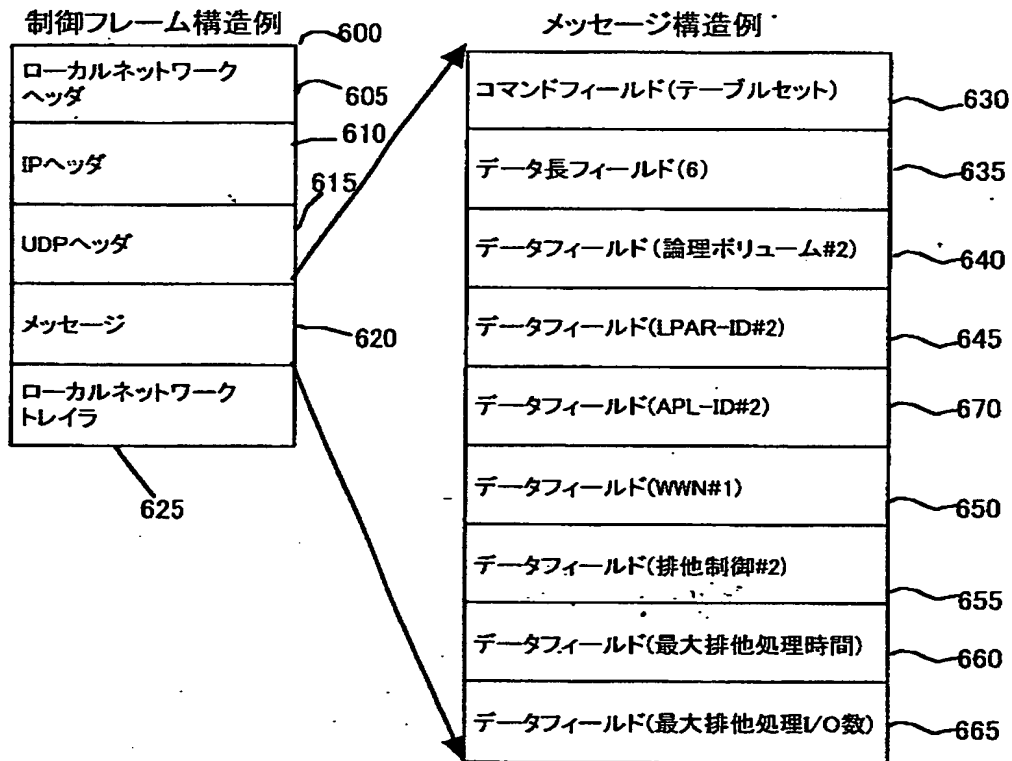 制御フレーム構造例
600
ローカルネットワーク
ヘッダ
605
IPヘッダ
610
UDPヘッダ
615
メッセージ
620
ローカルネットワーク
トレイラ
625
メッセージ構造例
コマンドフィールド(テーブルセット)
630
データ長フィールド(6)
635
データフィールド(論理ボリューム#2)
640
データフィールド(LPAR-ID#2)
645
データフィールド(APL-ID#2)
670
データフィールド(WWN#1)
650
データフィールド(排他制御#2)
655
データフィールド(最大排他処理時間)
660
データフィールド(最大排他処理I/O数)
665